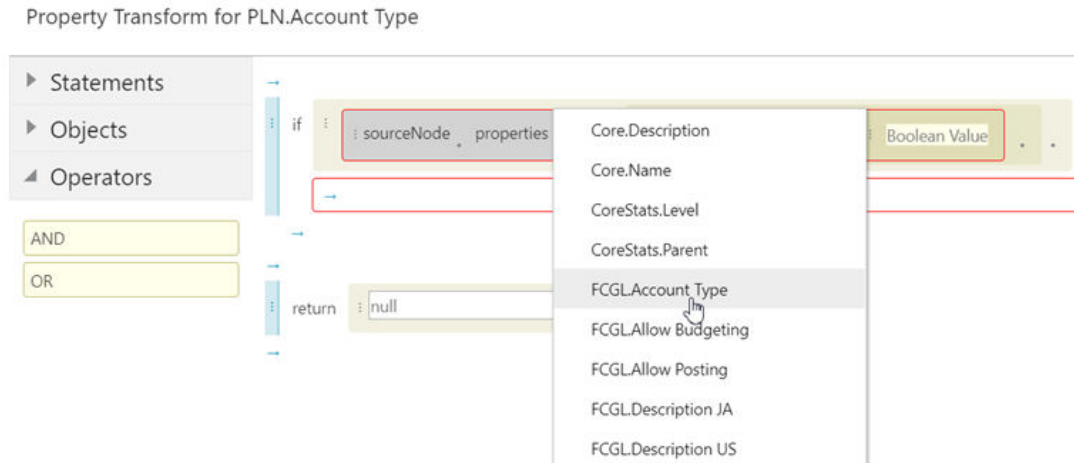 Property Transform for PLN.Account Type
Statements
Objects
Operators
AND
OR
if sourceNode . properties Boolean Value . .
return null
Core.Description
Core.Name
CoreStats.Level
CoreStats.Parent
FCGL.Account Type
FCGL.Allow Budgeting
FCGL.Allow Posting
FCGL.Description JA
FCGL.Description US